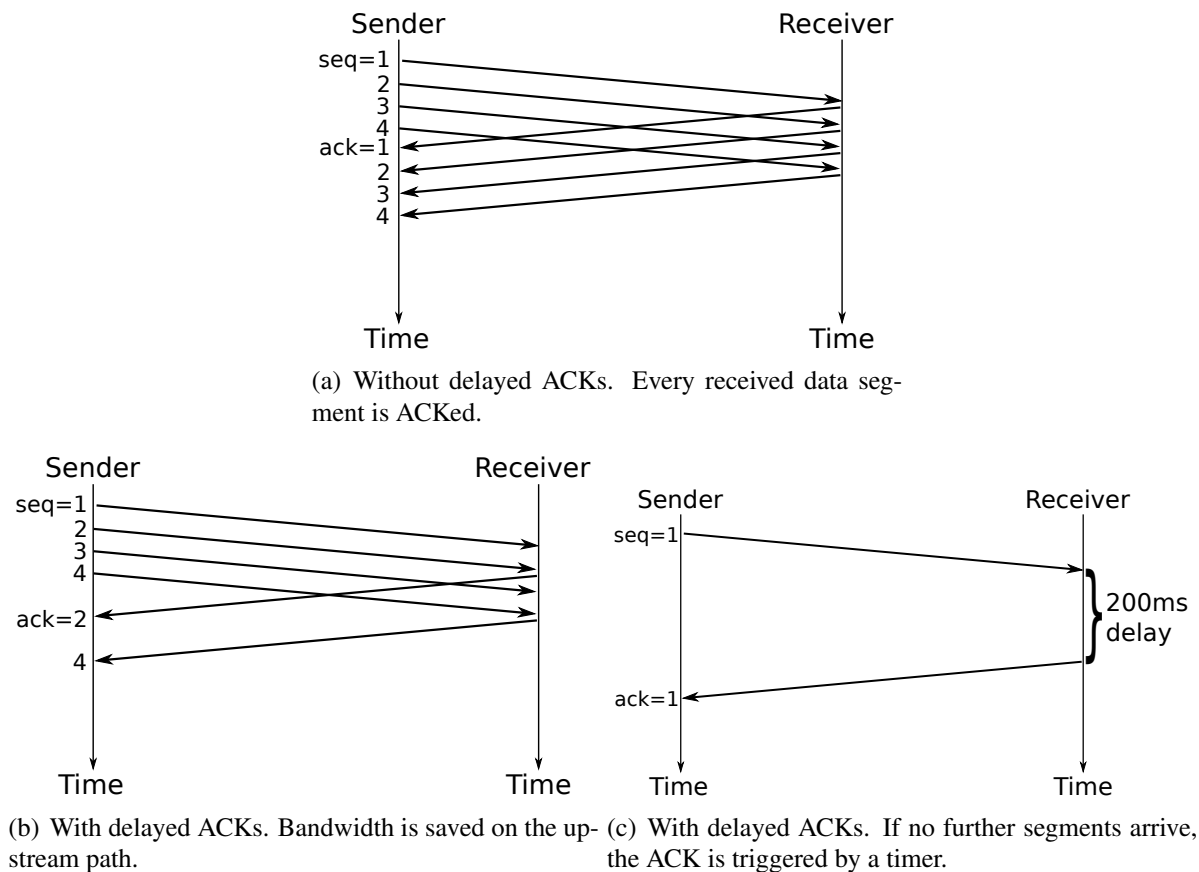 Sender
Receiver
seq=1
2
3
4
ack=1
2
3
4
Time
Time
(a) Without delayed ACKs. Every received data seg-
ment is ACKed.
Sender
Receiver
seq=1
2
3
4
ack=2
4
Time
Time
(b) With delayed ACKs. Bandwidth is saved on the up-
stream path.
Sender
Receiver
seq=1
200ms
delay
ack=1
Time
Time
(c) With delayed ACKs. If no further segments arrive,
the ACK is triggered by a timer.